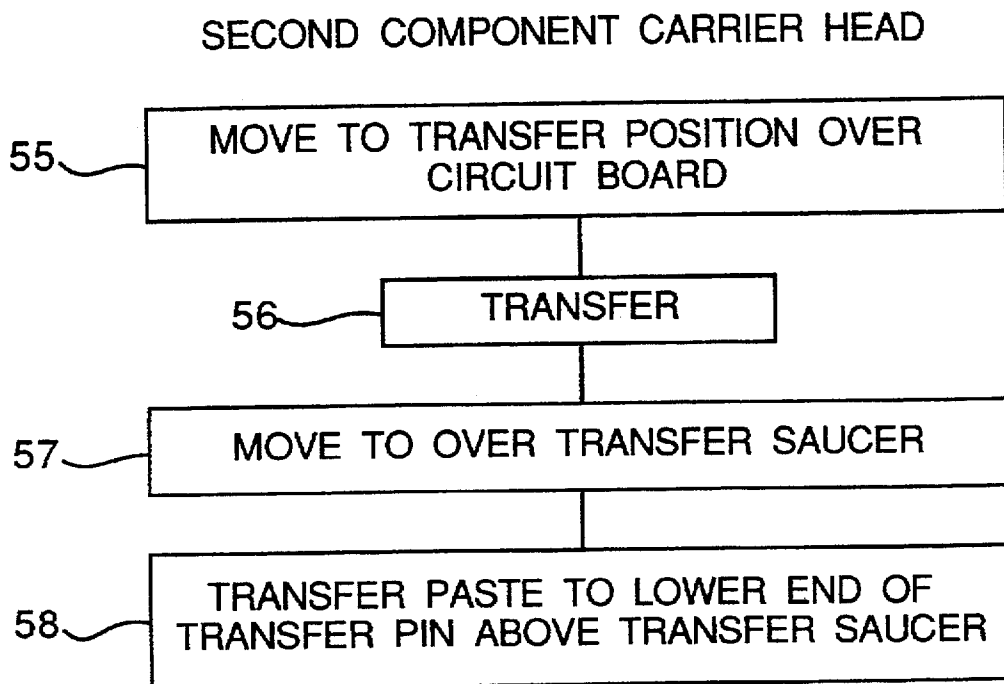 SECOND COMPONENT CARRIER HEAD
55
MOVE TO TRANSFER POSITION OVER
CIRCUIT BOARD
56
TRANSFER
57
MOVE TO OVER TRANSFER SAUCER
58
TRANSFER PASTE TO LOWER END OF
TRANSFER PIN ABOVE TRANSFER SAUCER